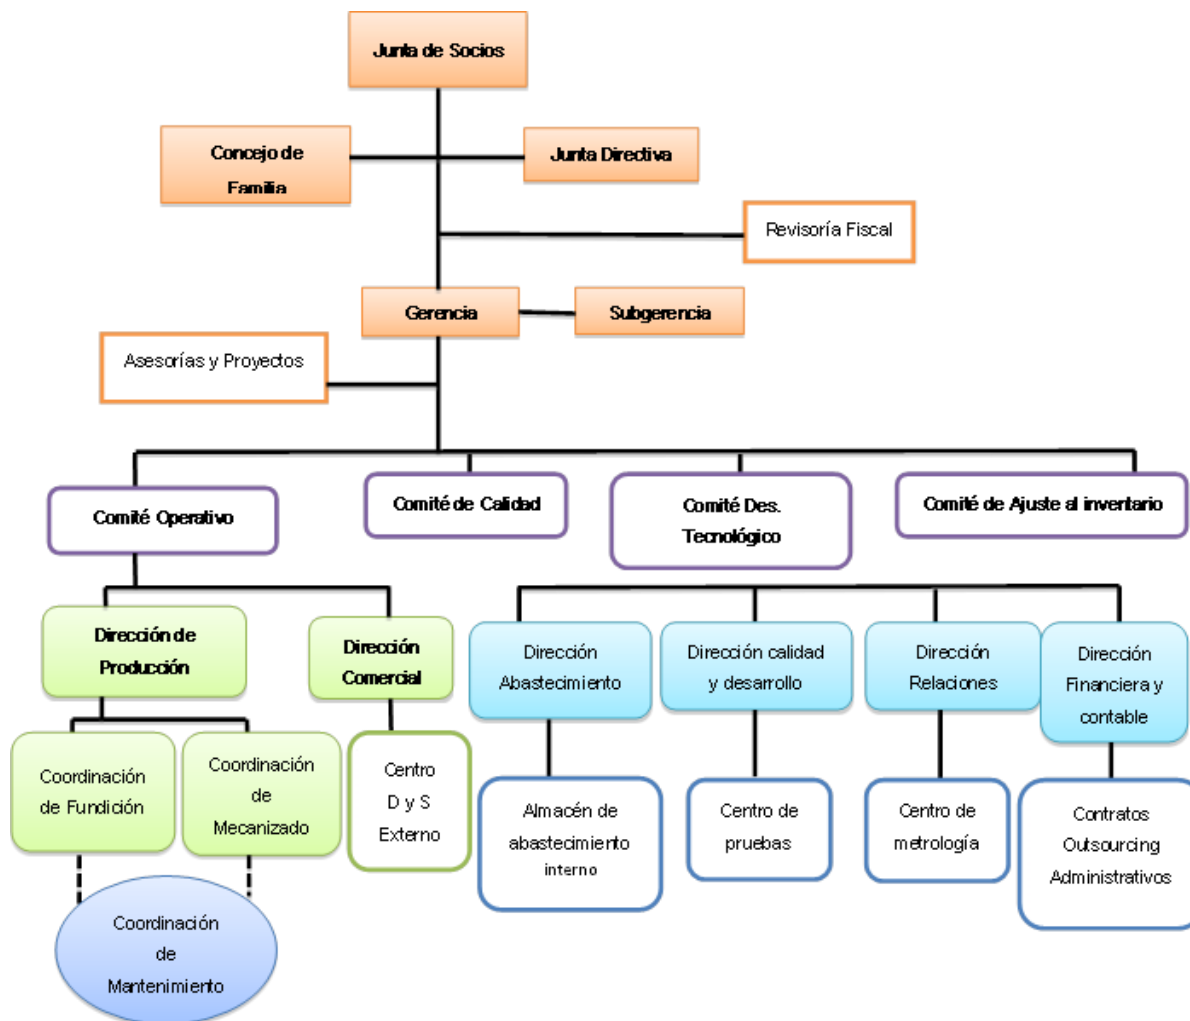 Junta de Socios
Concejo de
Familia
Junta Directiva
Revisoría Fiscal
Gerencia
Subgerencia
Asesorías y Proyectos
Comité Operativo
Comité de Calidad
Comité Des.
Tecnológico
Comité de Ajuste al inventario
Dirección de
Producción
Dirección
Comercial
Dirección
Abastecimiento
Dirección calidad
y desarrollo
Dirección
Relaciones
Dirección
Financiera y
contable
Coordinación
de Fundición
Coordinación
de
Mecanizado
Centro
D y S
Externo
Almacén de
abastecimiento
interno
Centro de
pruebas
Centro de
metrología
Contratos
Outsourcing
Administrativos
Coordinación
de
Mantenimiento